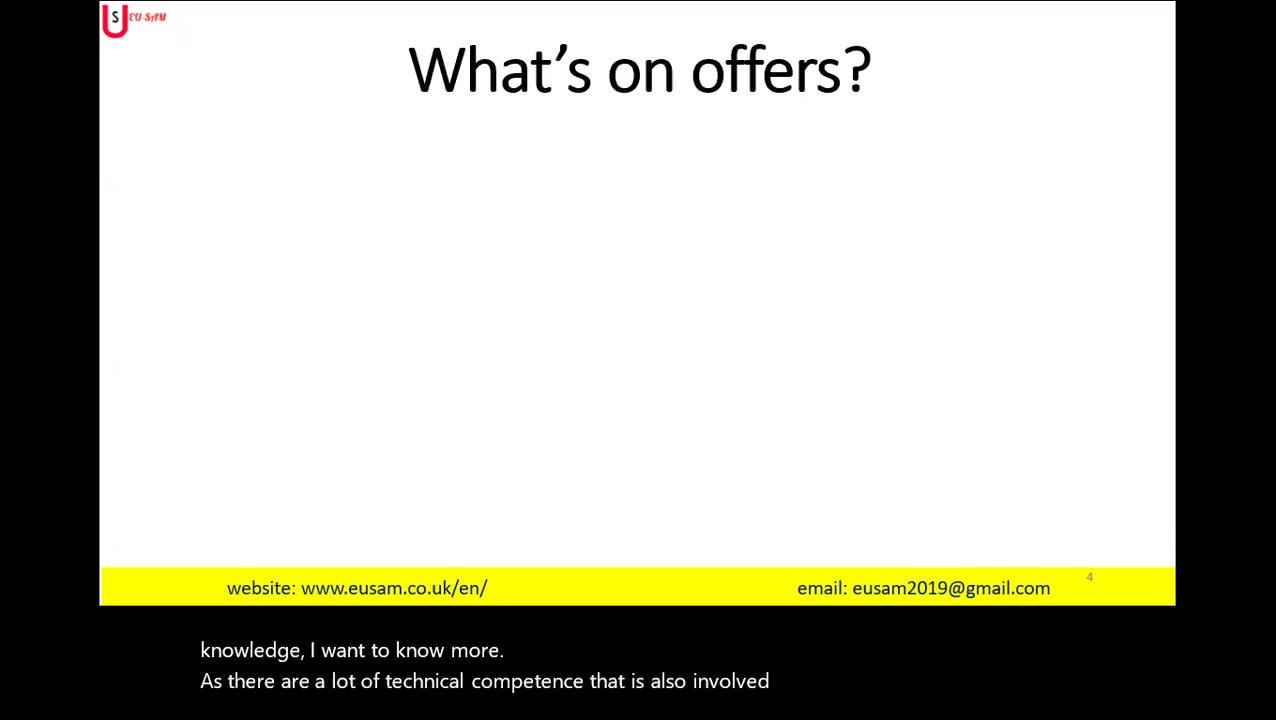 S EU-SAM
What's on offers?
website: www.eusam.co.uk/en/
email: eusam2019@gmail.com
4
knowledge, I want to know more.
As there are a lot of technical competence that is also involved